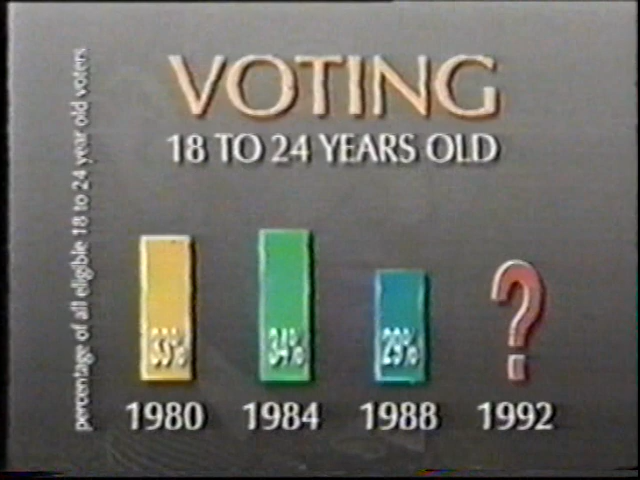 VOTING
18 TO 24 YEARS OLD
percentage of all eligible 18 to 24 year old voters
33% 34% 29% ?
1980 1984 1988 1992